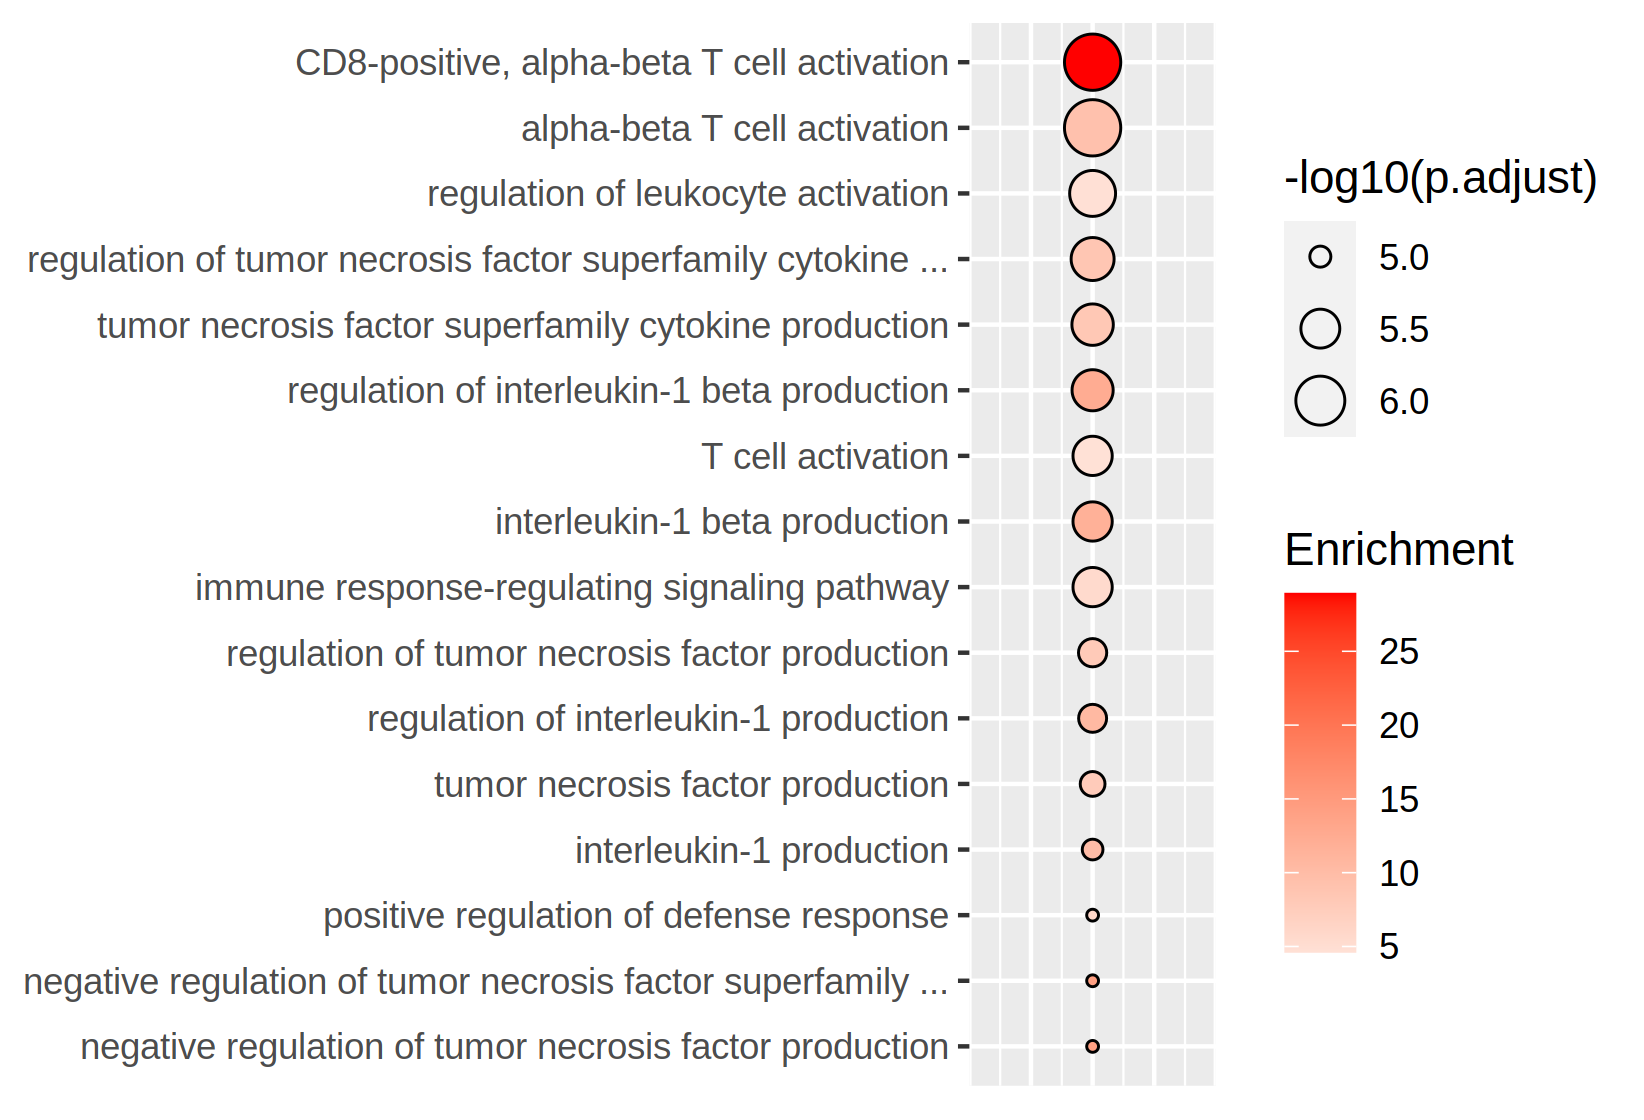 CD8-positive, alpha-beta T cell activation
alpha-beta T cell activation
regulation of leukocyte activation
regulation of tumor necrosis factor superfamily cytokine ...
tumor necrosis factor superfamily cytokine production
regulation of interleukin-1 beta production
T cell activation
interleukin-1 beta production
immune response-regulating signaling pathway
regulation of tumor necrosis factor production
regulation of interleukin-1 production
tumor necrosis factor production
interleukin-1 production
positive regulation of defense response
negative regulation of tumor necrosis factor superfamily ...
negative regulation of tumor necrosis factor production
-log10(p.adjust)
5.0
5.5
6.0
Enrichment
25
20
15
10
5